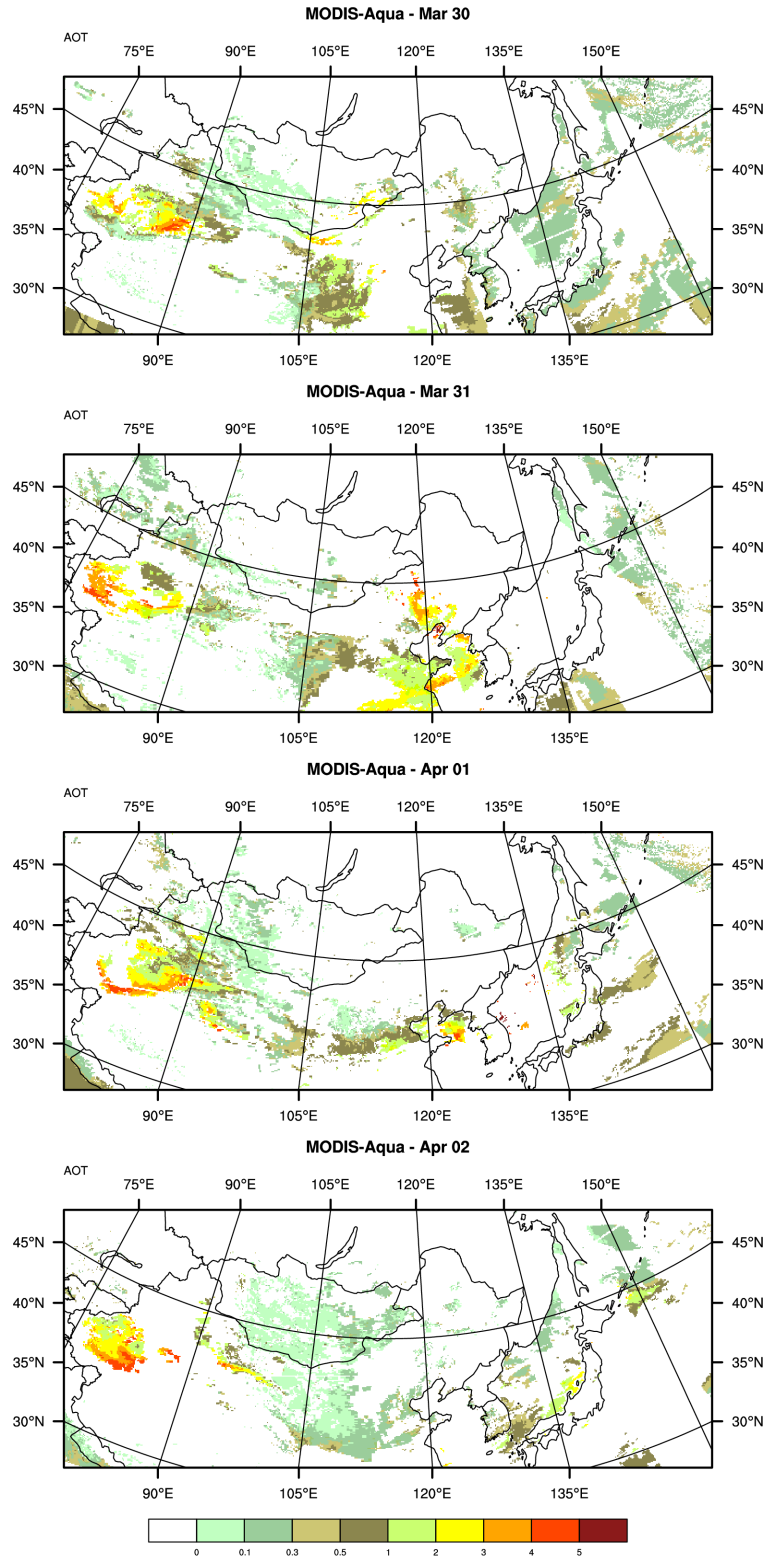 MODIS-Aqua - Mar 30
AOT
75°E 90°E 105°E 120°E 135°E 150°E
45°N 45°N
40°N 40°N
35°N 35°N
30°N 30°N
90°E 105°E 120°E 135°E
MODIS-Aqua - Mar 31
AOT
75°E 90°E 105°E 120°E 135°E 150°E
45°N 45°N
40°N 40°N
35°N 35°N
30°N 30°N
90°E 105°E 120°E 135°E
MODIS-Aqua - Apr 01
AOT
75°E 90°E 105°E 120°E 135°E 150°E
45°N 45°N
40°N 40°N
35°N 35°N
30°N 30°N
90°E 105°E 120°E 135°E
MODIS-Aqua - Apr 02
AOT
75°E 90°E 105°E 120°E 135°E 150°E
45°N 45°N
40°N 40°N
35°N 35°N
30°N 30°N
90°E 105°E 120°E 135°E
0 0.1 0.3 0.5 1 2 3 4 5